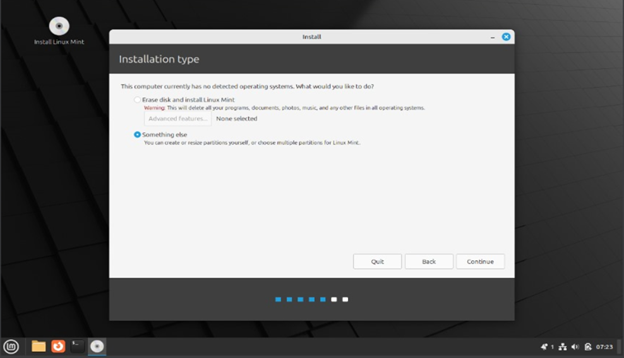 Install Linux Mint
Install
Installation type
This computer currently has no detected operating systems. What would you like to do?
Erase disk and install Linux Mint
Warning: This will delete all your programs, documents, photos, music, and any other files in all operating systems.
Advanced features... None selected
Something else
You can create or resize partitions yourself, or choose multiple partitions for Linux Mint.
Quit Back Continue
1 07:23